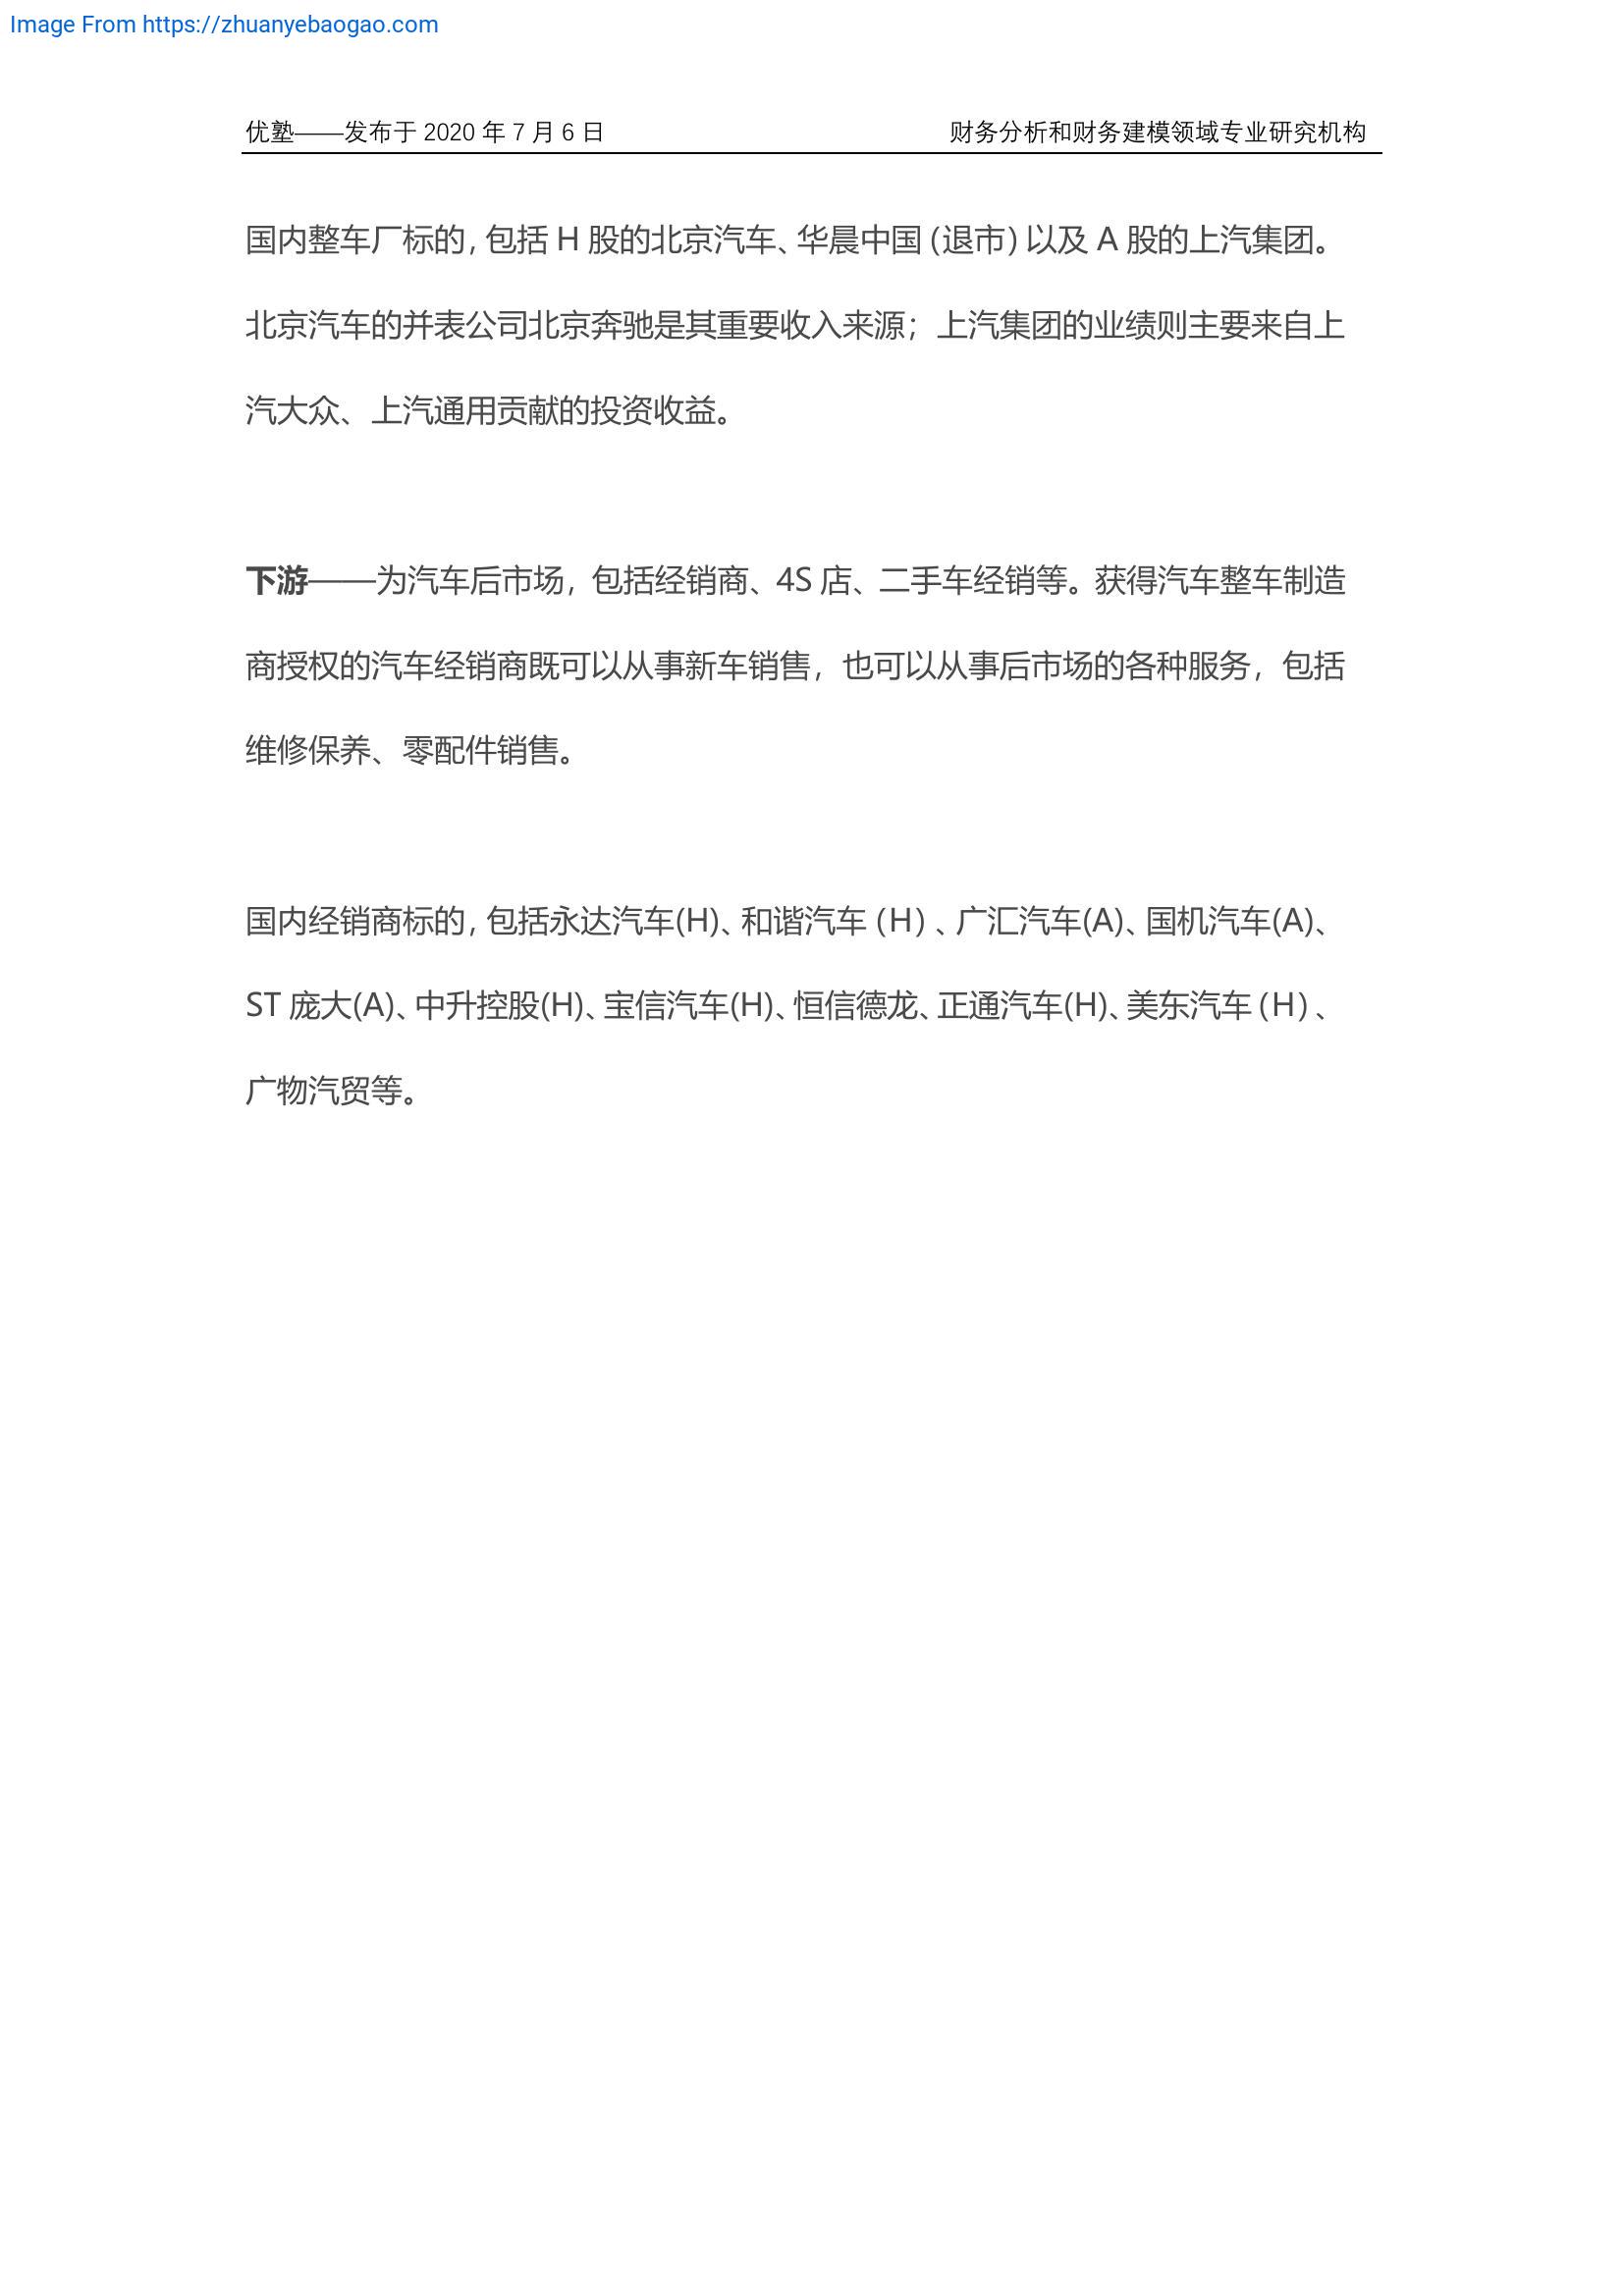 Image From https://zhuanyebaogao.com
优塾——发布于 2020 年 7 月 6 日 财务分析和财务建模领域专业研究机构
国内整车厂标的，包括 H 股的北京汽车、华晨中国（退市）以及 A 股的上汽集团。
北京汽车的并表公司北京奔驰是其重要收入来源；上汽集团的业绩则主要来自上
汽大众、上汽通用贡献的投资收益。
下游——为汽车后市场，包括经销商、4S 店、二手车经销等。获得汽车整车制造
商授权的汽车经销商既可以从事新车销售，也可以从事后市场的各种服务，包括
维修保养、零配件销售。
国内经销商标的，包括永达汽车(H)、和谐汽车（H）、广汇汽车(A)、国机汽车(A)、
ST 庞大(A)、中升控股(H)、宝信汽车(H)、恒信德龙、正通汽车(H)、美东汽车（H）、
广物汽贸等。